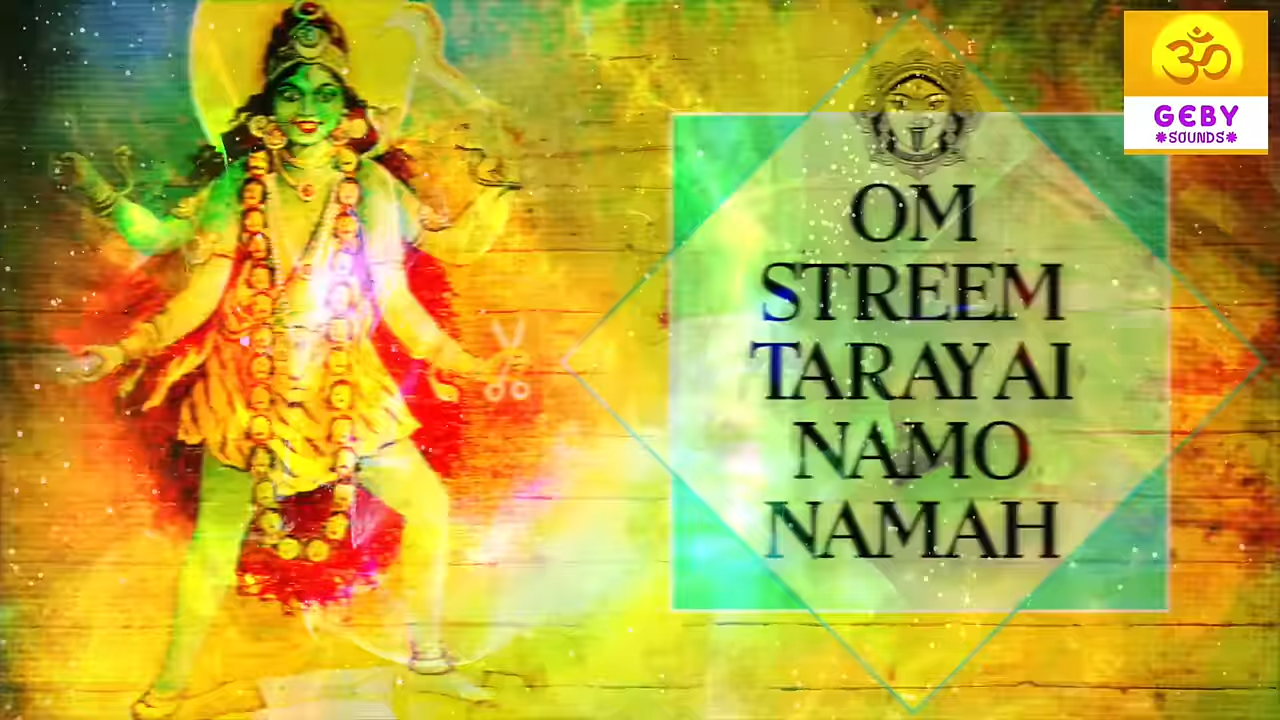 OM
STREEM
TARAYAI
NAMO
NAMAH
ॐ
GEBY
SOUNDS